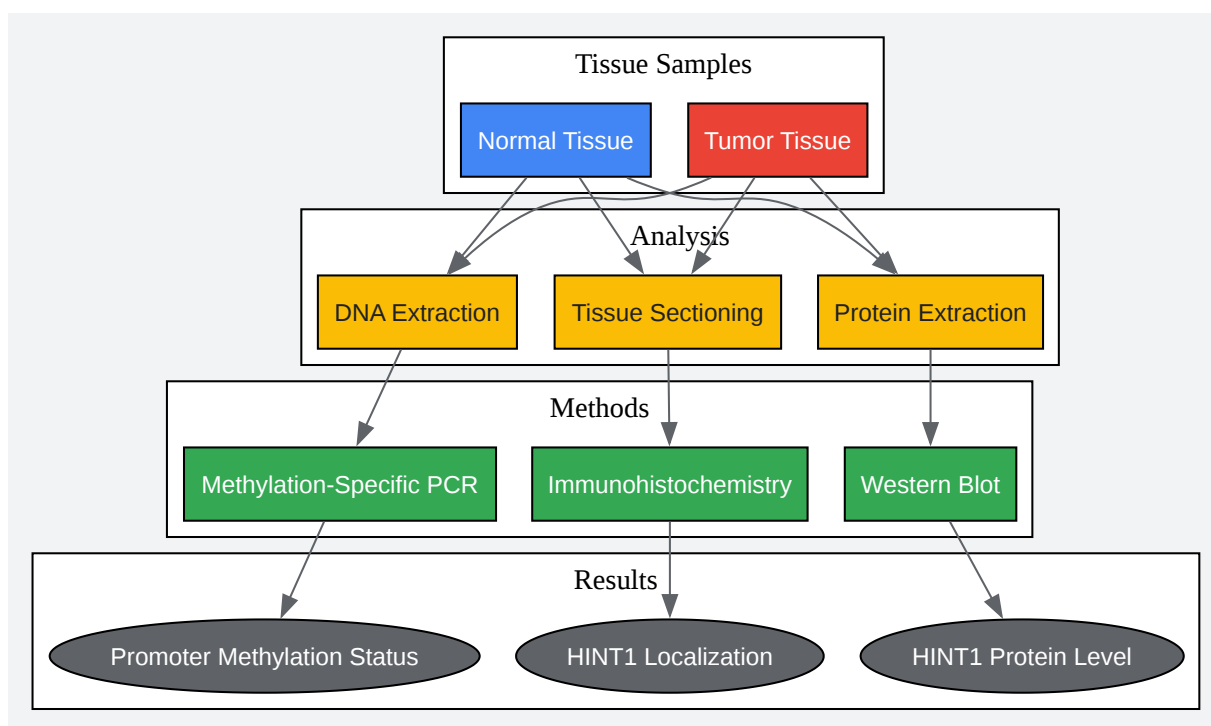 Tissue Samples
Normal Tissue
Tumor Tissue
Analysis
DNA Extraction
Tissue Sectioning
Protein Extraction
Methods
Methylation-Specific PCR
Immunohistochemistry
Western Blot
Results
Promoter Methylation Status
HINT1 Localization
HINT1 Protein Level